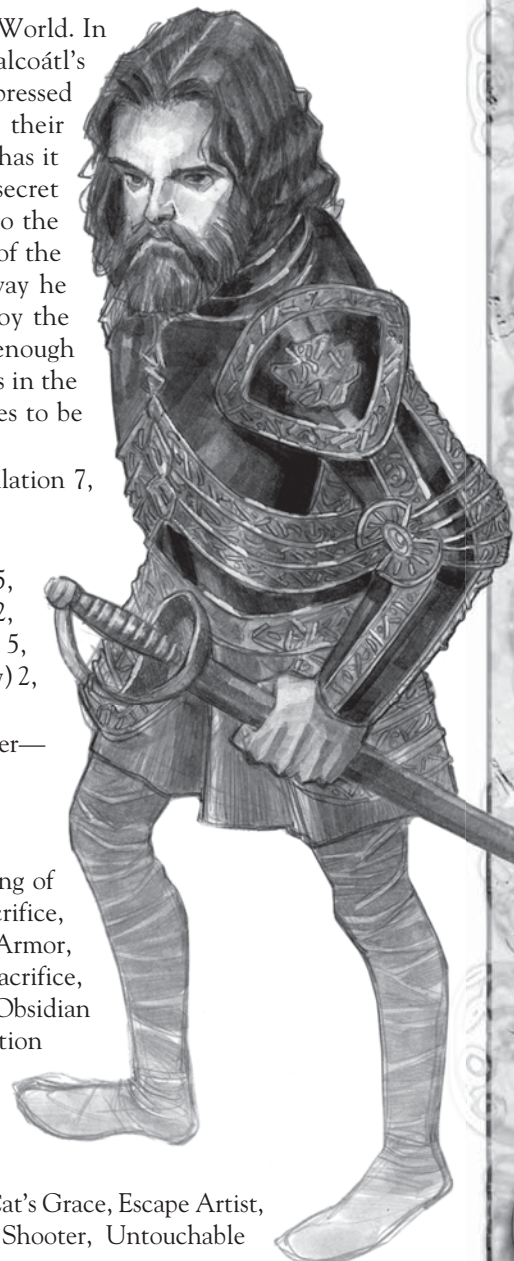 World. In
alcoátl's
pressed
their
has it
secret
o the
of the
way he
oy the
enough
s in the
es to be
lation 7,
5,
2,
5,
) 2,
er—
ng of
crifice,
Armor,
acrifice,
Obsidian
tion
Cat's Grace, Escape Artist,
Shooter, Untouchable